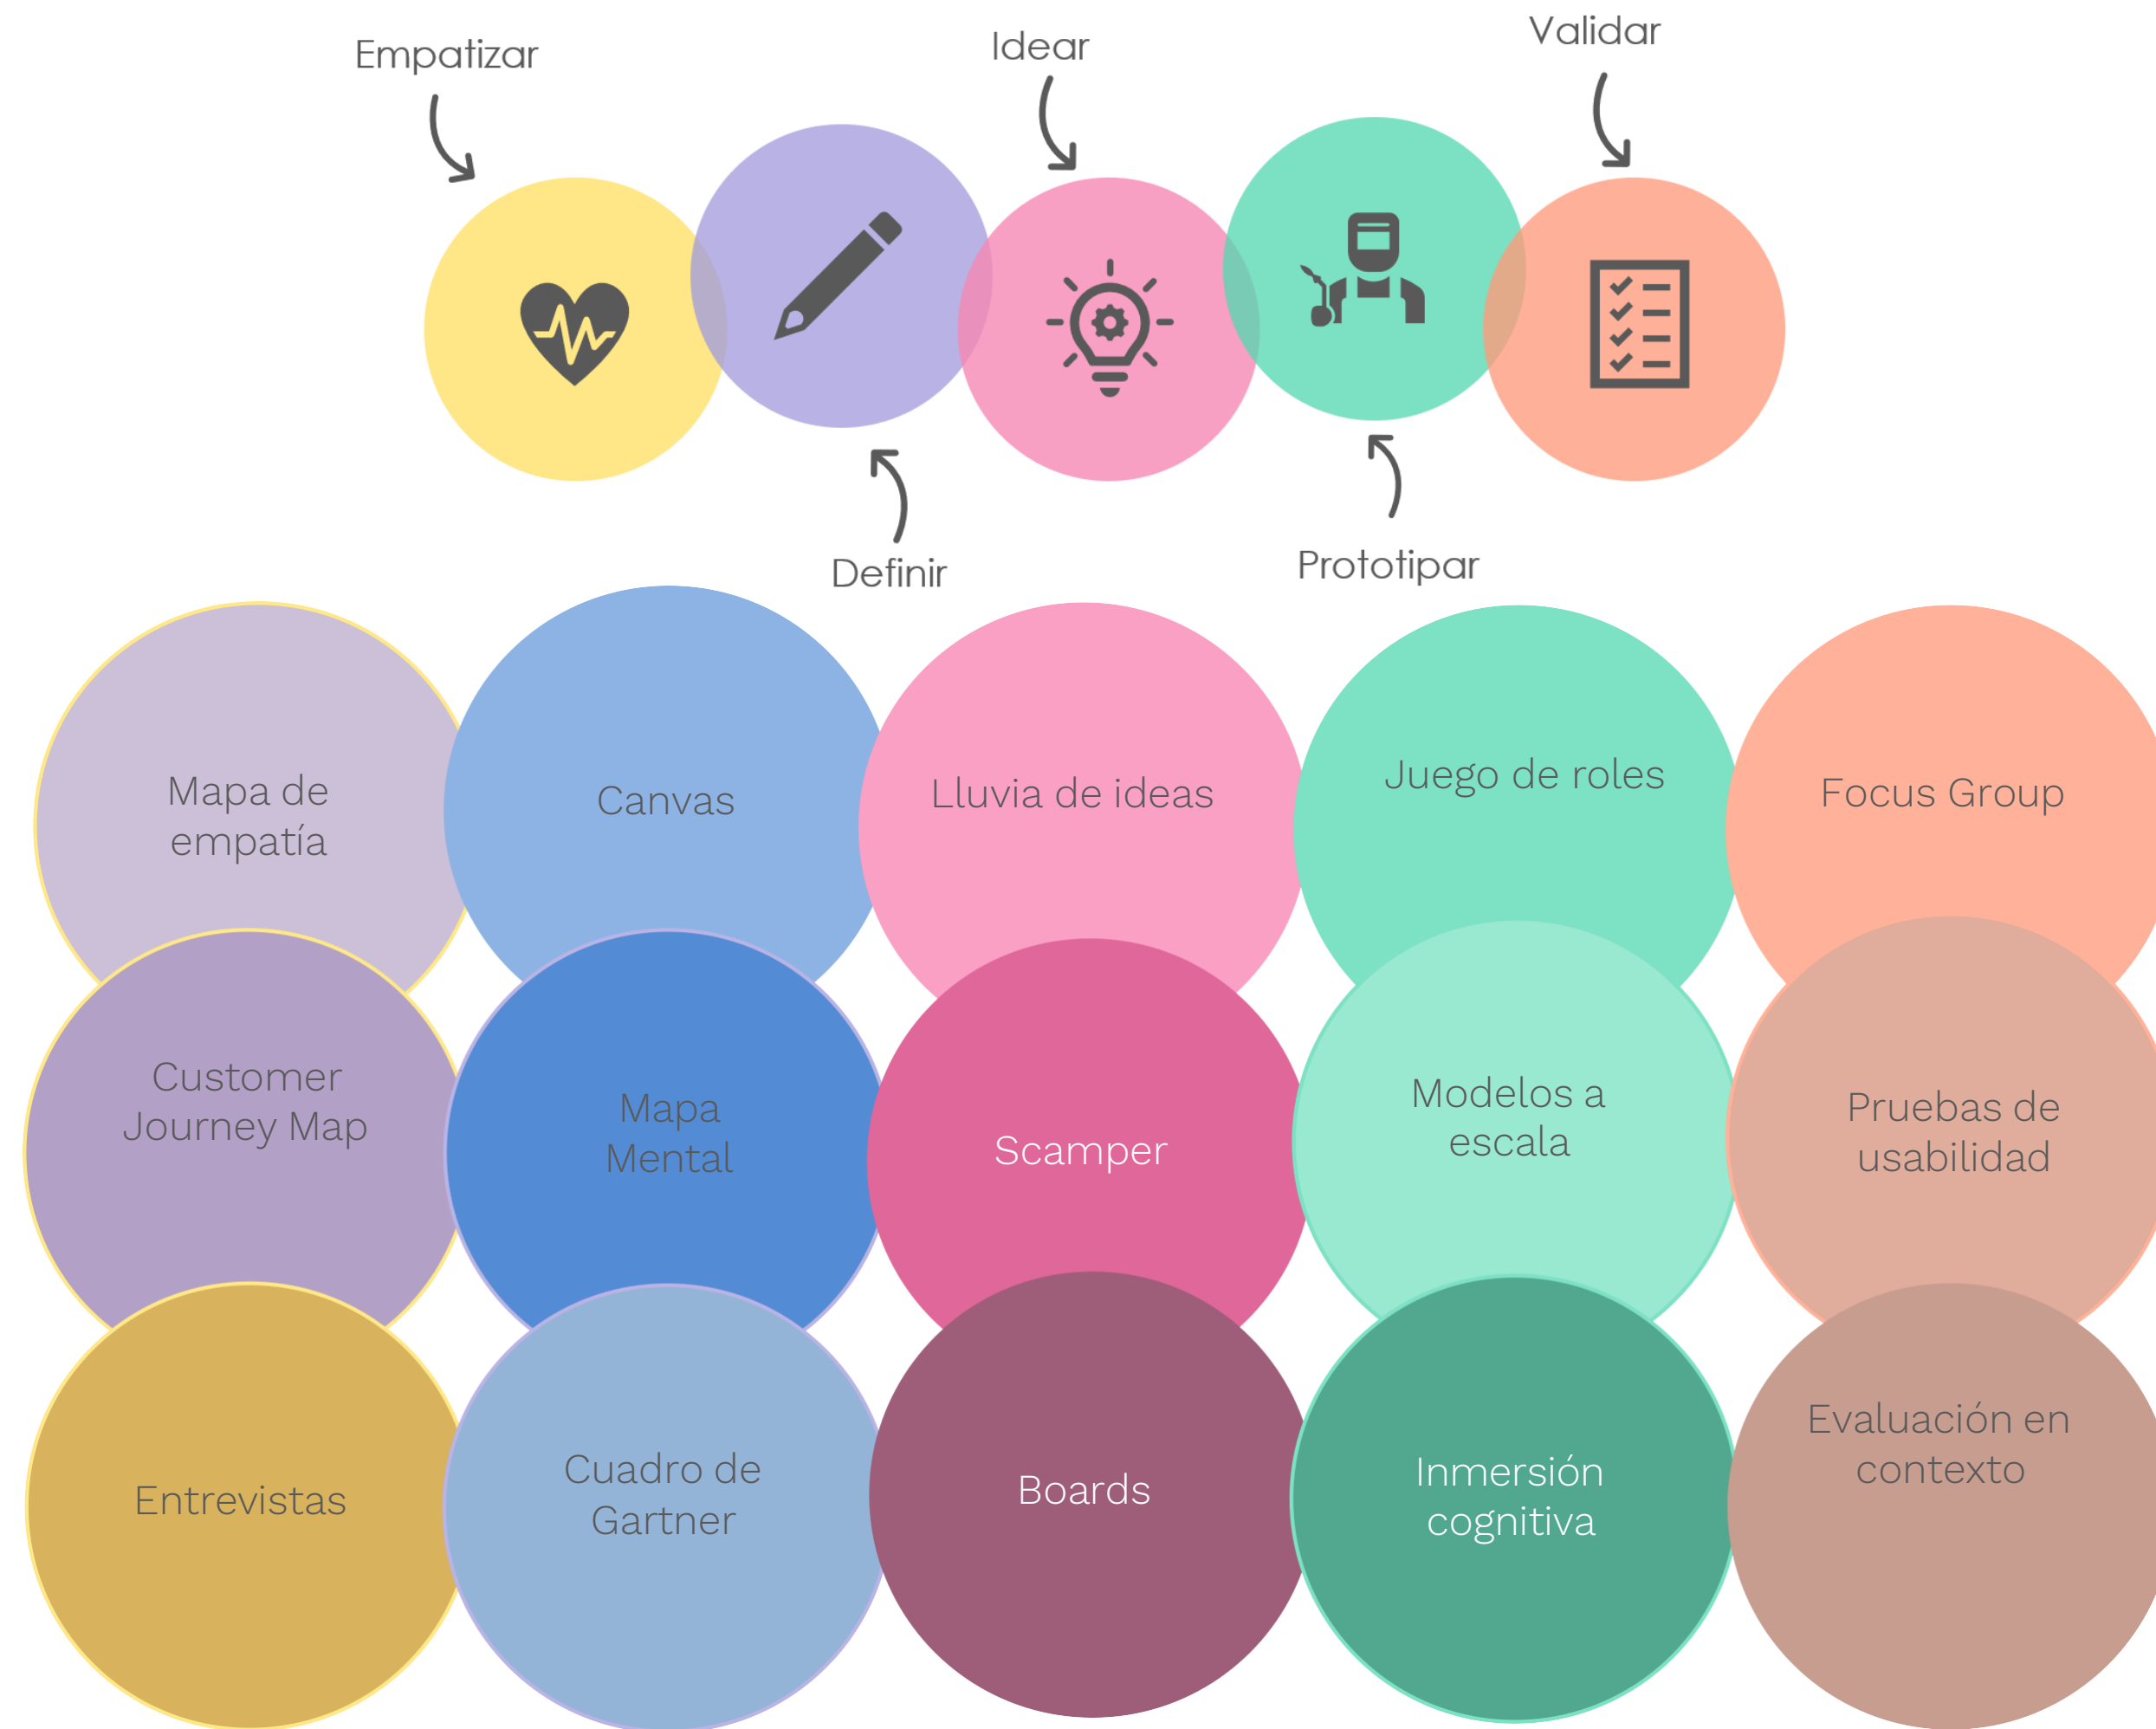 Empatizar
Idear
Validar
Definir
Prototipar
Mapa de
empatía
Canvas
Lluvia de ideas
Juego de roles
Focus Group
Customer
Journey Map
Mapa
Mental
Scamper
Modelos a
escala
Pruebas de
usabilidad
Entrevistas
Cuadro de
Gartner
Boards
Inmersión
cognitiva
Evaluación en
contexto